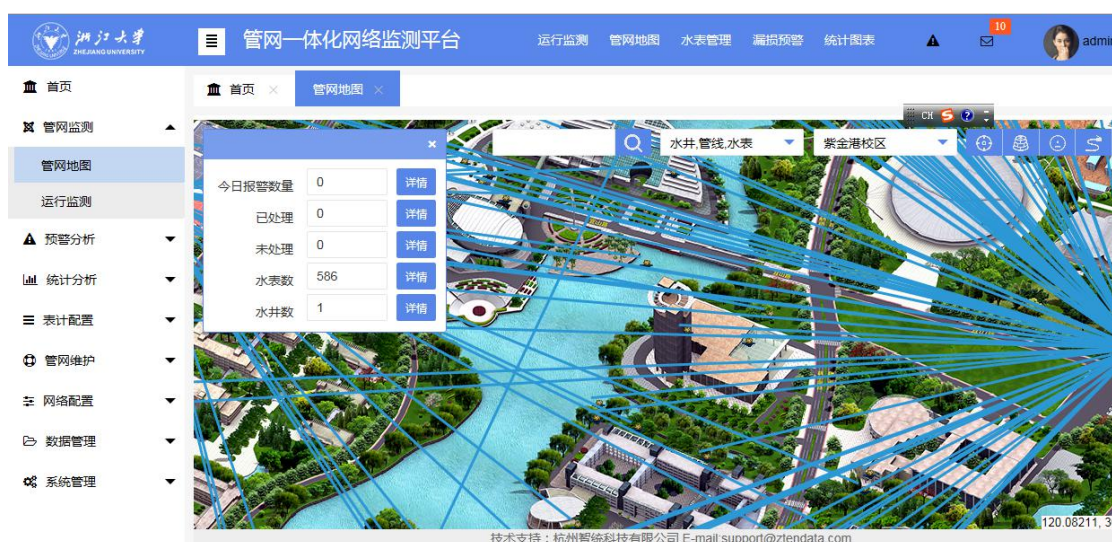 浙江大学
ZHEJIANG UNIVERSITY
管网一体化网络监测平台
运行监测 管网地图 水表管理 漏损预警 统计图表
10
admin
首页
管网监测
管网地图
运行监测
预警分析
统计分析
表计配置
管网维护
网络配置
数据管理
系统管理
首页 × 管网地图 ×
CH
水井,管线,水表
紫金港校区
×
今日报警数量 0 详情
已处理 0 详情
未处理 0 详情
水表数 586 详情
水井数 1 详情
120.08211, 3
技术支持：杭州智统科技有限公司 E-mail:support@ztendata.com